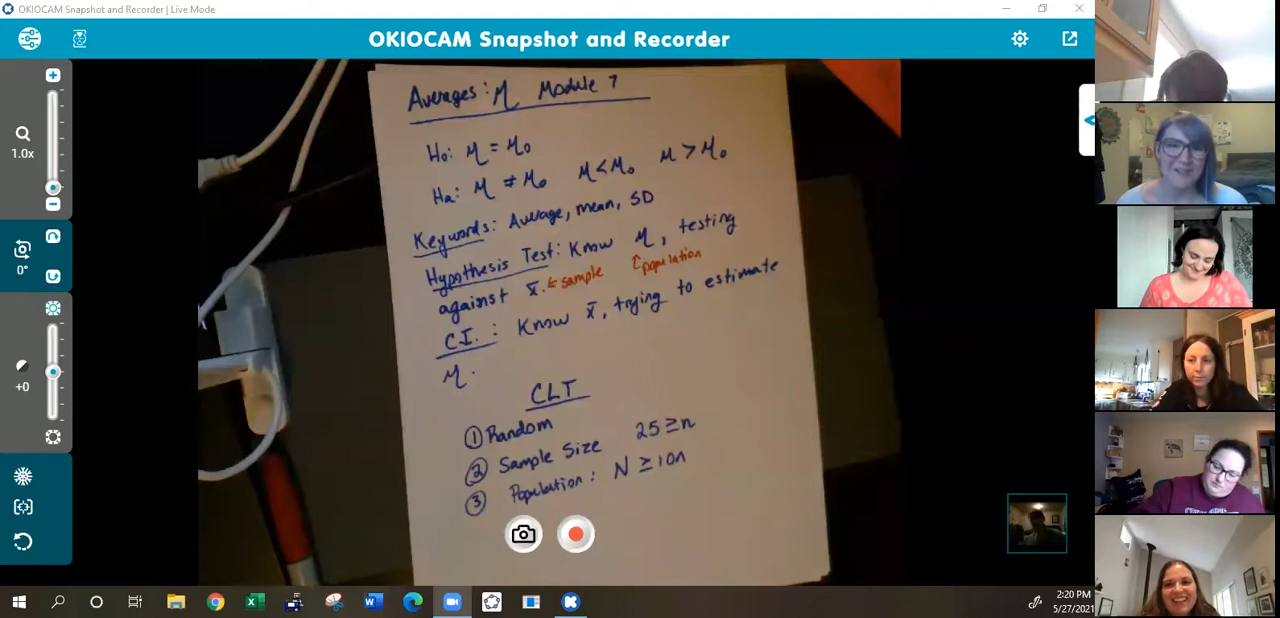 OKIOCAM Snapshot and Recorder | Live Mode
OKIOCAM Snapshot and Recorder
1.0x
0°
+0
Averages: μ Module 7
H₀: μ = μ₀
Ha: μ ≠ μ₀ μ < μ₀ μ > μ₀
Keywords: Average, mean, SD
Hypothesis Test: Know μ, testing
against x̄. ← sample ↑ population
C.I.: Know x̄, trying to estimate
μ.
CLT
① Random
② Sample Size 25 ≥ n
③ Population: N ≥ 10n
2:20 PM
5/27/2021